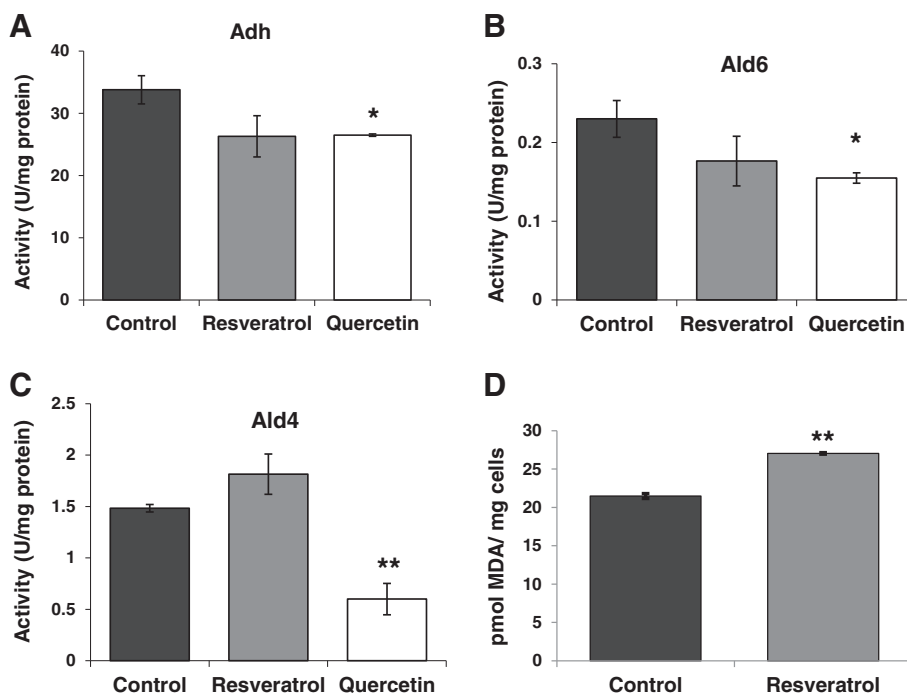 A
Adh
Activity (U/mg protein)
40
30
20
10
0
*
Control Resveratrol Quercetin
B
Ald6
Activity (U/mg protein)
0.3
0.2
0.1
0
*
Control Resveratrol Quercetin
C
Ald4
Activity (U/mg protein)
2.5
2
1.5
1
0.5
0
**
Control Resveratrol Quercetin
D
pmol MDA/ mg cells
30
25
20
15
10
5
0
**
Control Resveratrol